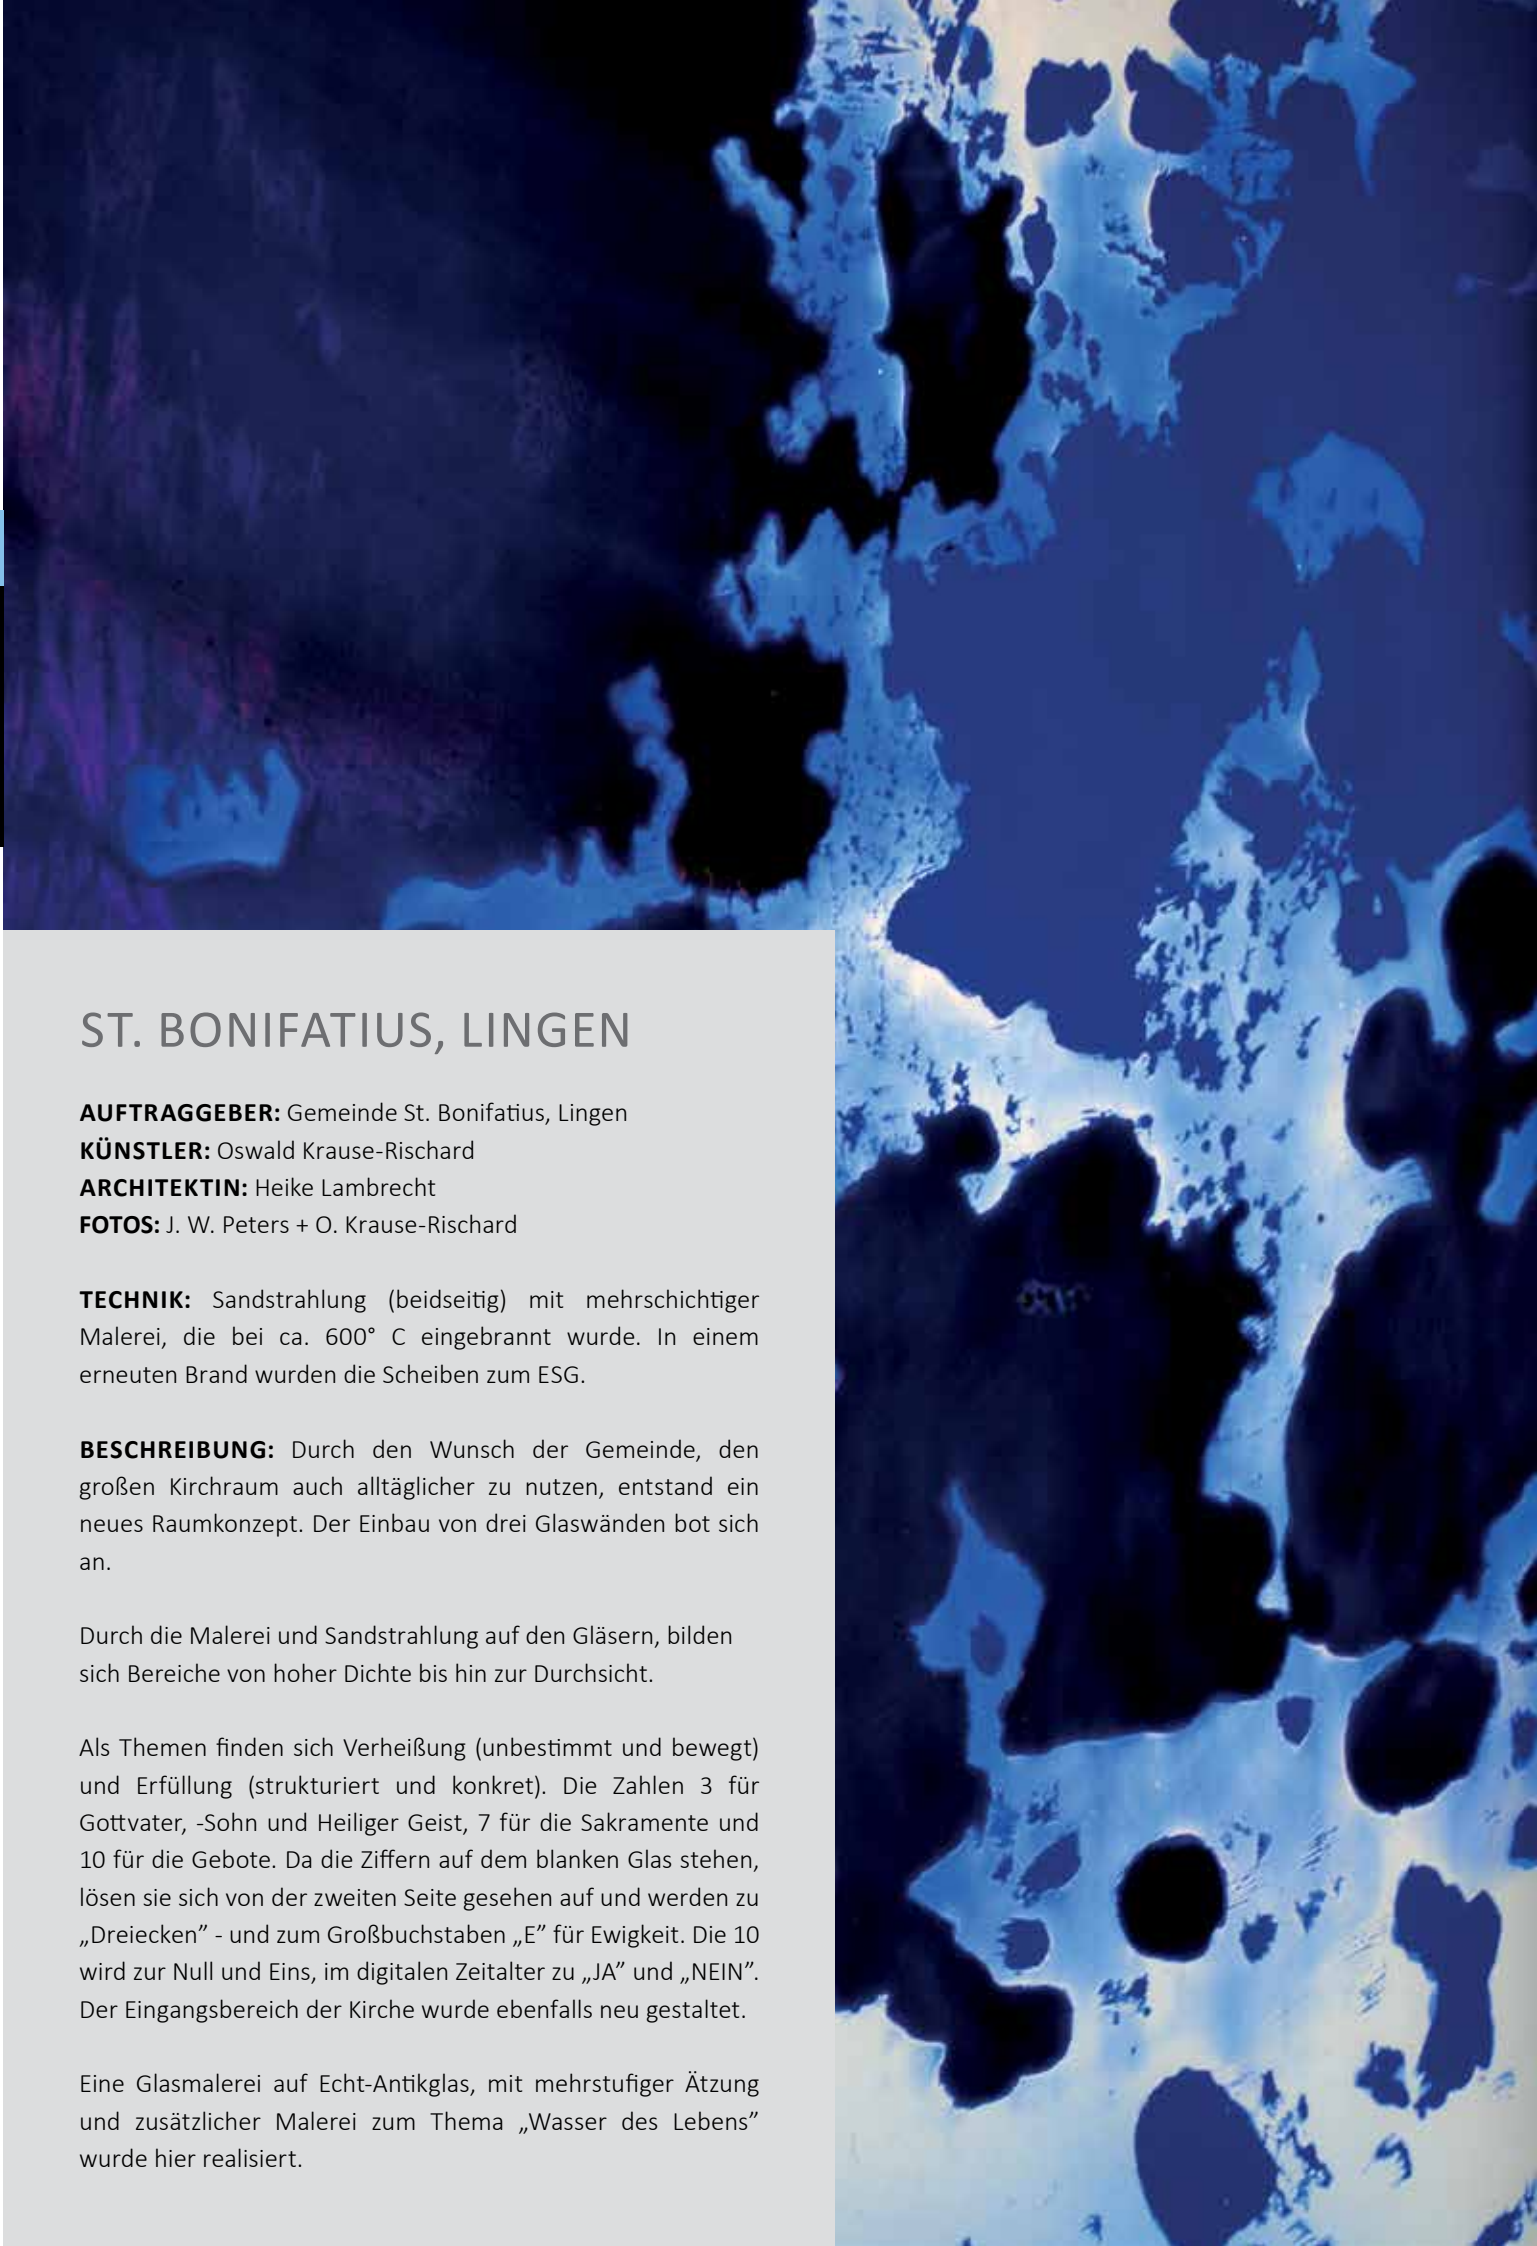 ST. BONIFATIUS, LINGEN
AUFTRAGGEBER: Gemeinde St. Bonifatius, Lingen
KÜNSTLER: Oswald Krause-Rischard
ARCHITEKTIN: Heike Lambrecht
FOTOS: J. W. Peters + O. Krause-Rischard
TECHNIK: Sandstrahlung (beidseitig) mit mehrschichtiger
Malerei, die bei ca. 600° C eingebrannt wurde. In einem
erneuten Brand wurden die Scheiben zum ESG.
BESCHREIBUNG: Durch den Wunsch der Gemeinde, den
großen Kirchraum auch alltäglicher zu nutzen, entstand ein
neues Raumkonzept. Der Einbau von drei Glaswänden bot sich
an.
Durch die Malerei und Sandstrahlung auf den Gläsern, bilden
sich Bereiche von hoher Dichte bis hin zur Durchsicht.
Als Themen finden sich Verheißung (unbestimmt und bewegt)
und Erfüllung (strukturiert und konkret). Die Zahlen 3 für
Gottvater, -Sohn und Heiliger Geist, 7 für die Sakramente und
10 für die Gebote. Da die Ziffern auf dem blanken Glas stehen,
lösen sie sich von der zweiten Seite gesehen auf und werden zu
„Dreiecken” - und zum Großbuchstaben „E” für Ewigkeit. Die 10
wird zur Null und Eins, im digitalen Zeitalter zu „JA” und „NEIN”.
Der Eingangsbereich der Kirche wurde ebenfalls neu gestaltet.
Eine Glasmalerei auf Echt-Antikglas, mit mehrstufiger Ätzung
und zusätzlicher Malerei zum Thema „Wasser des Lebens”
wurde hier realisiert.